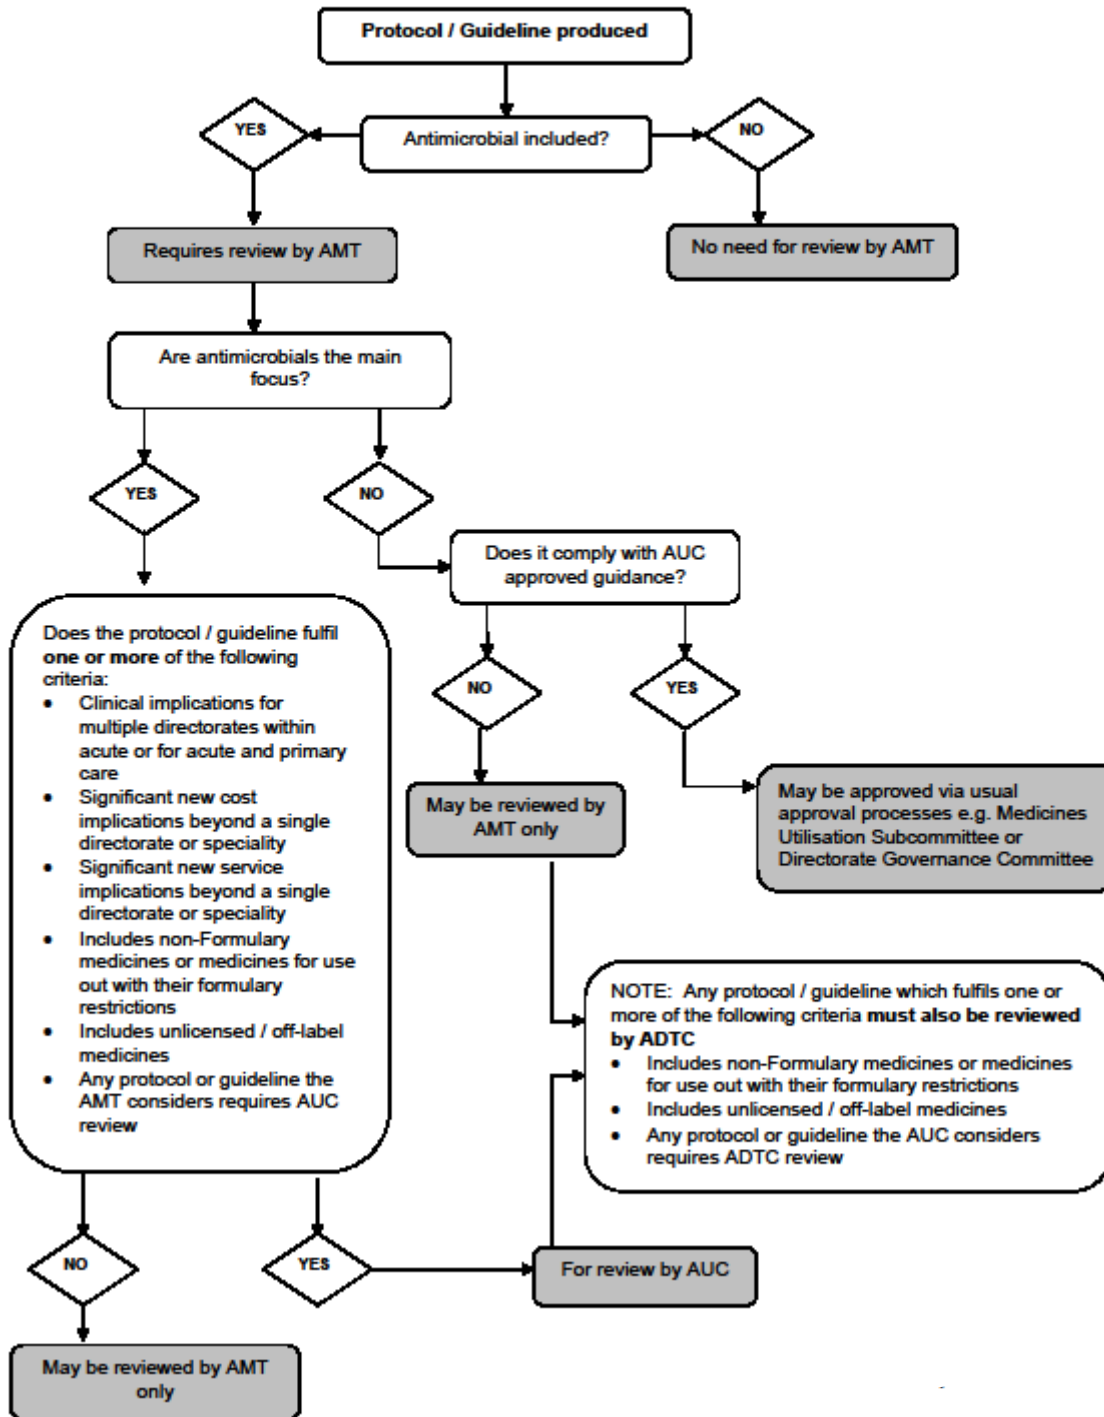 Protocol / Guideline produced
YES
Antimicrobial included?
NO
Requires review by AMT
No need for review by AMT
Are antimicrobials the main
focus?
YES
NO
Does it comply with AUC
approved guidance?
NO
YES
Does the protocol / guideline fulfil
one or more of the following
criteria:
• Clinical implications for
multiple directorates within
acute or for acute and primary
care
• Significant new cost
implications beyond a single
directorate or speciality
• Significant new service
implications beyond a single
directorate or speciality
• Includes non-Formulary
medicines or medicines for use
out with their formulary
restrictions
• Includes unlicensed / off-label
medicines
• Any protocol or guideline the
AMT considers requires AUC
review
May be reviewed by
AMT only
May be approved via usual
approval processes e.g. Medicines
Utilisation Subcommittee or
Directorate Governance Committee
NOTE: Any protocol / guideline which fulfils one or
more of the following criteria must also be reviewed
by ADTC
• Includes non-Formulary medicines or medicines
for use out with their formulary restrictions
• Includes unlicensed / off-label medicines
• Any protocol or guideline the AUC considers
requires ADTC review
NO
YES
For review by AUC
May be reviewed by AMT
only